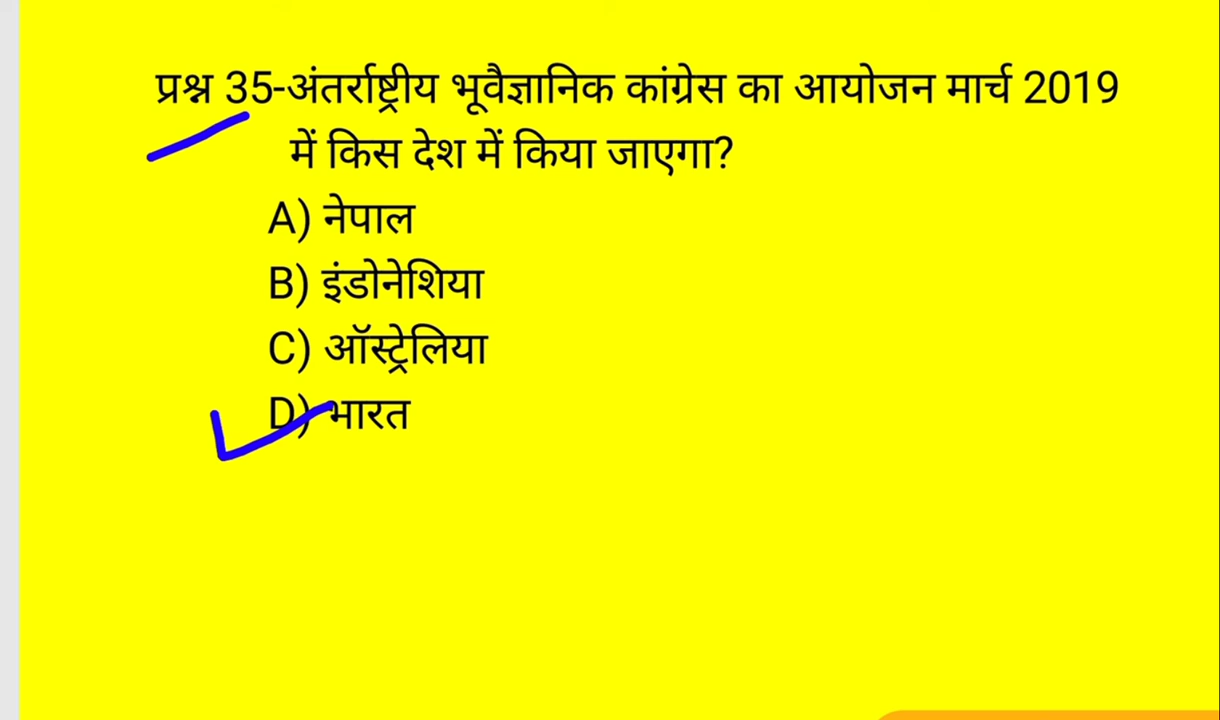 प्रश्न 35-अंतर्राष्ट्रीय भूवैज्ञानिक कांग्रेस का आयोजन मार्च 2019
में किस देश में किया जाएगा?
A) नेपाल
B) इंडोनेशिया
C) ऑस्ट्रेलिया
D) भारत